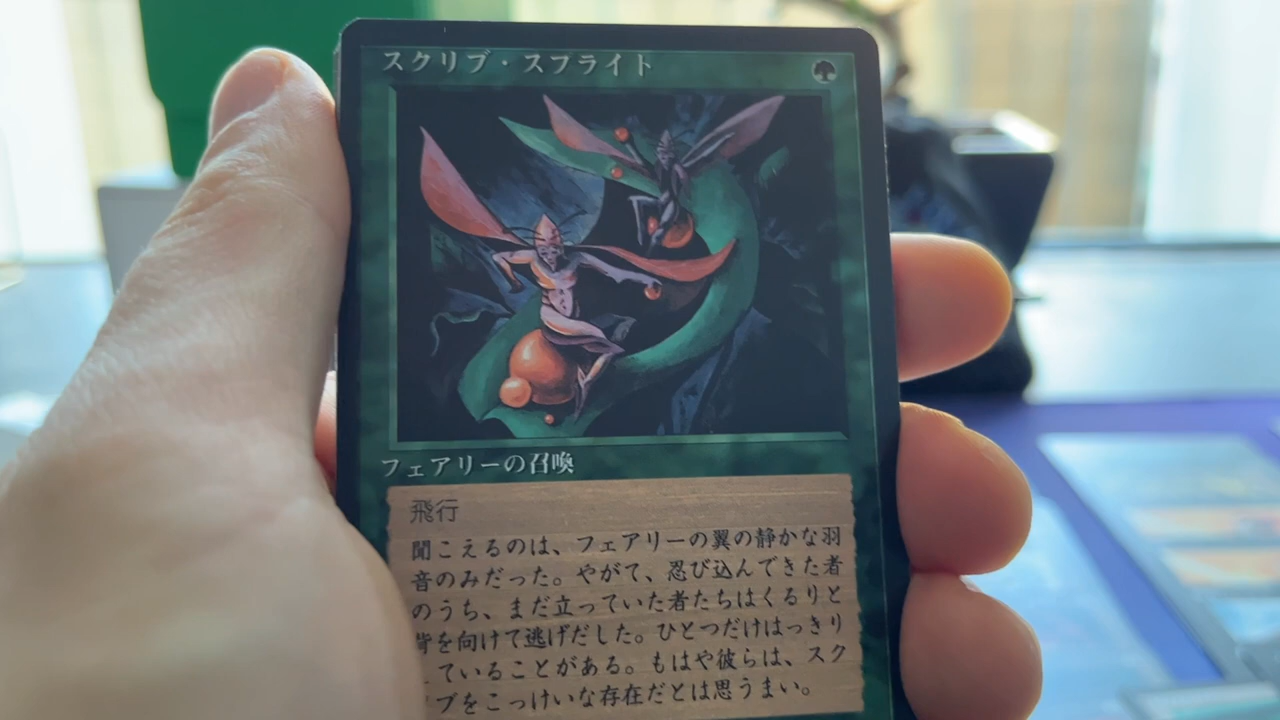 スクリブ・スプライト
フェアリーの召喚
飛行
聞こえるのは、フェアリーの翼の静かな羽
音のみだった。やがて、忍び込んできた者
のうち、まだ立っていた者たちはくるりと
背を向けて逃げだした。ひとつだけはっきり
ていることがある。もはや彼らは、スク
ブをこっけいな存在だとは思うまい。